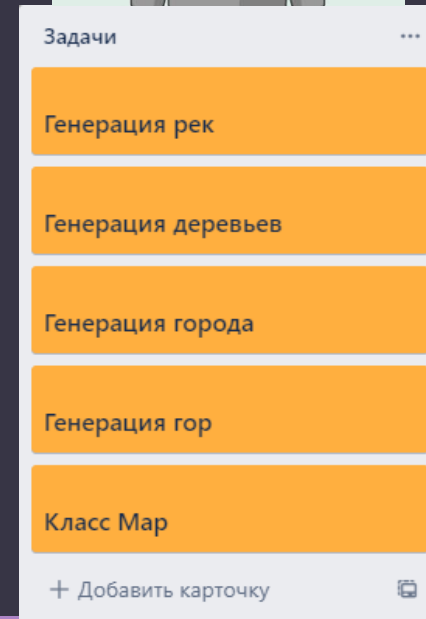 Задачи
Генерация рек
Генерация деревьев
Генерация города
Генерация гор
Класс Map
Добавить карточку